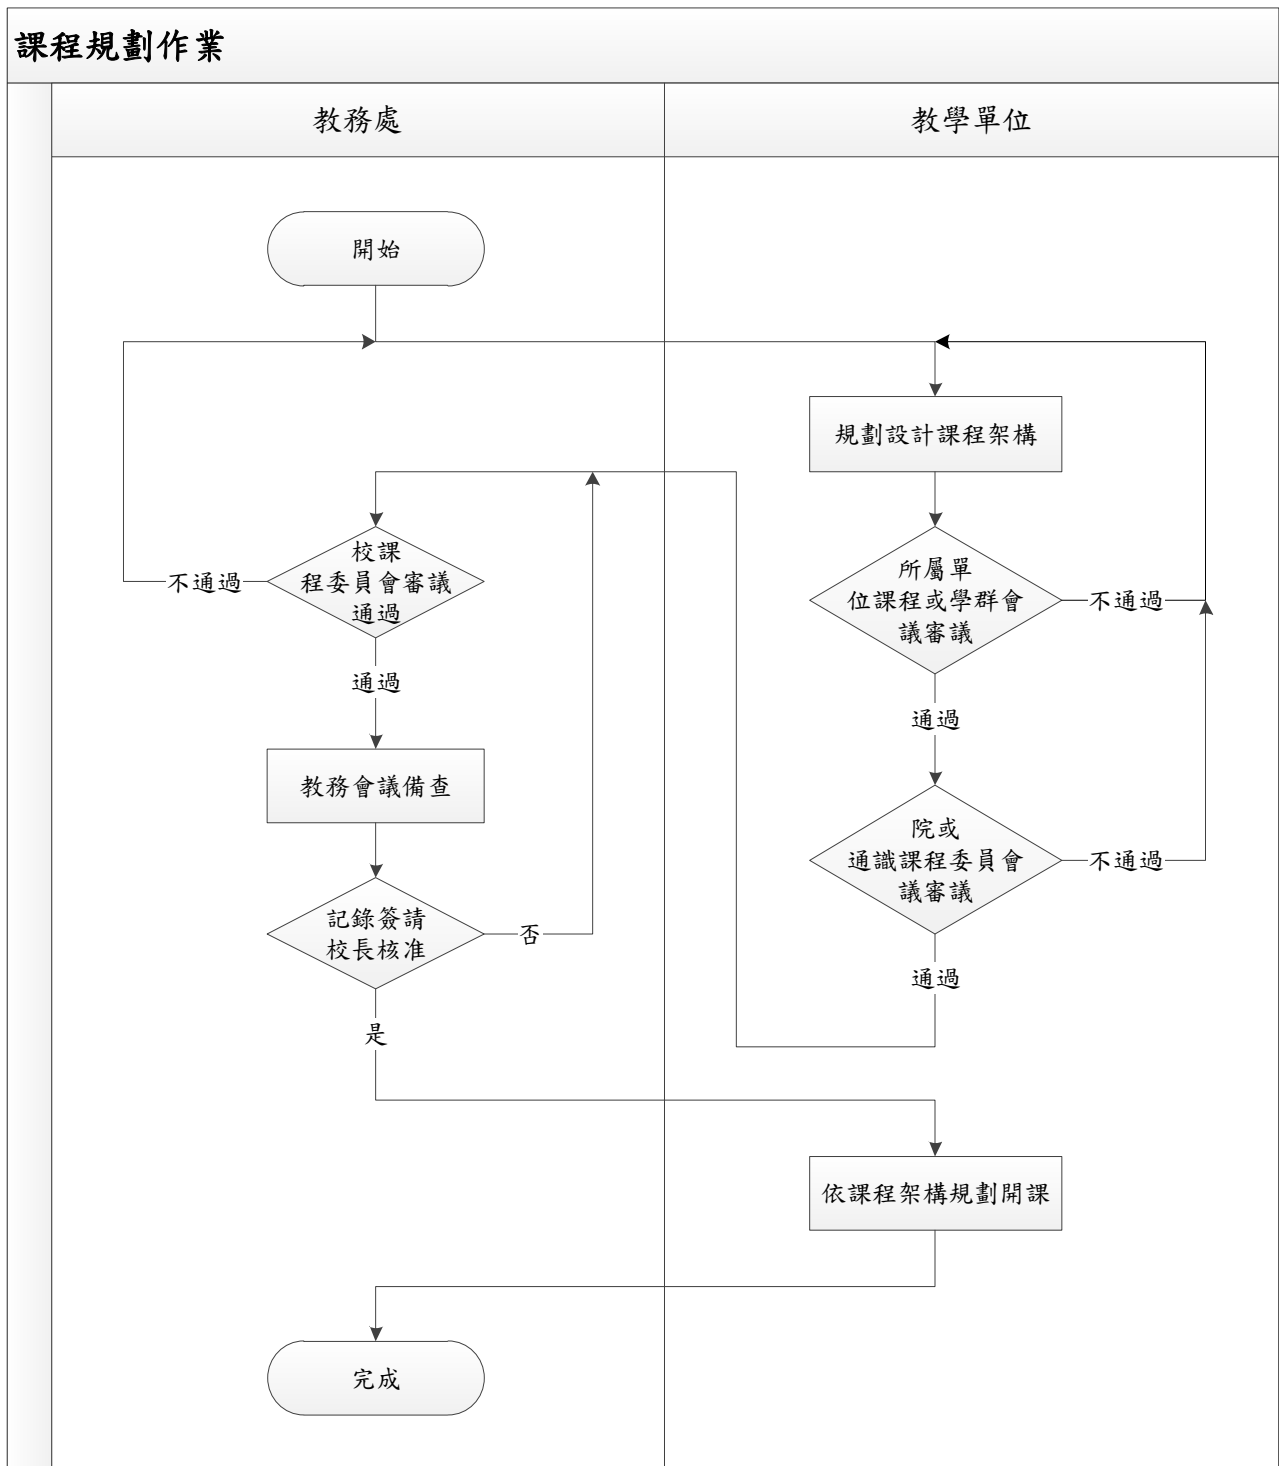 課程規劃作業
教務處
教學單位
開始
規劃設計課程架構
校課
程委員會審議
通過
不通過
所屬單
位課程或學群會
議審議
不通過
通過
通過
教務會議備查
院或
通識課程委員會
議審議
不通過
記錄簽請
校長核准
否
通過
是
依課程架構規劃開課
完成